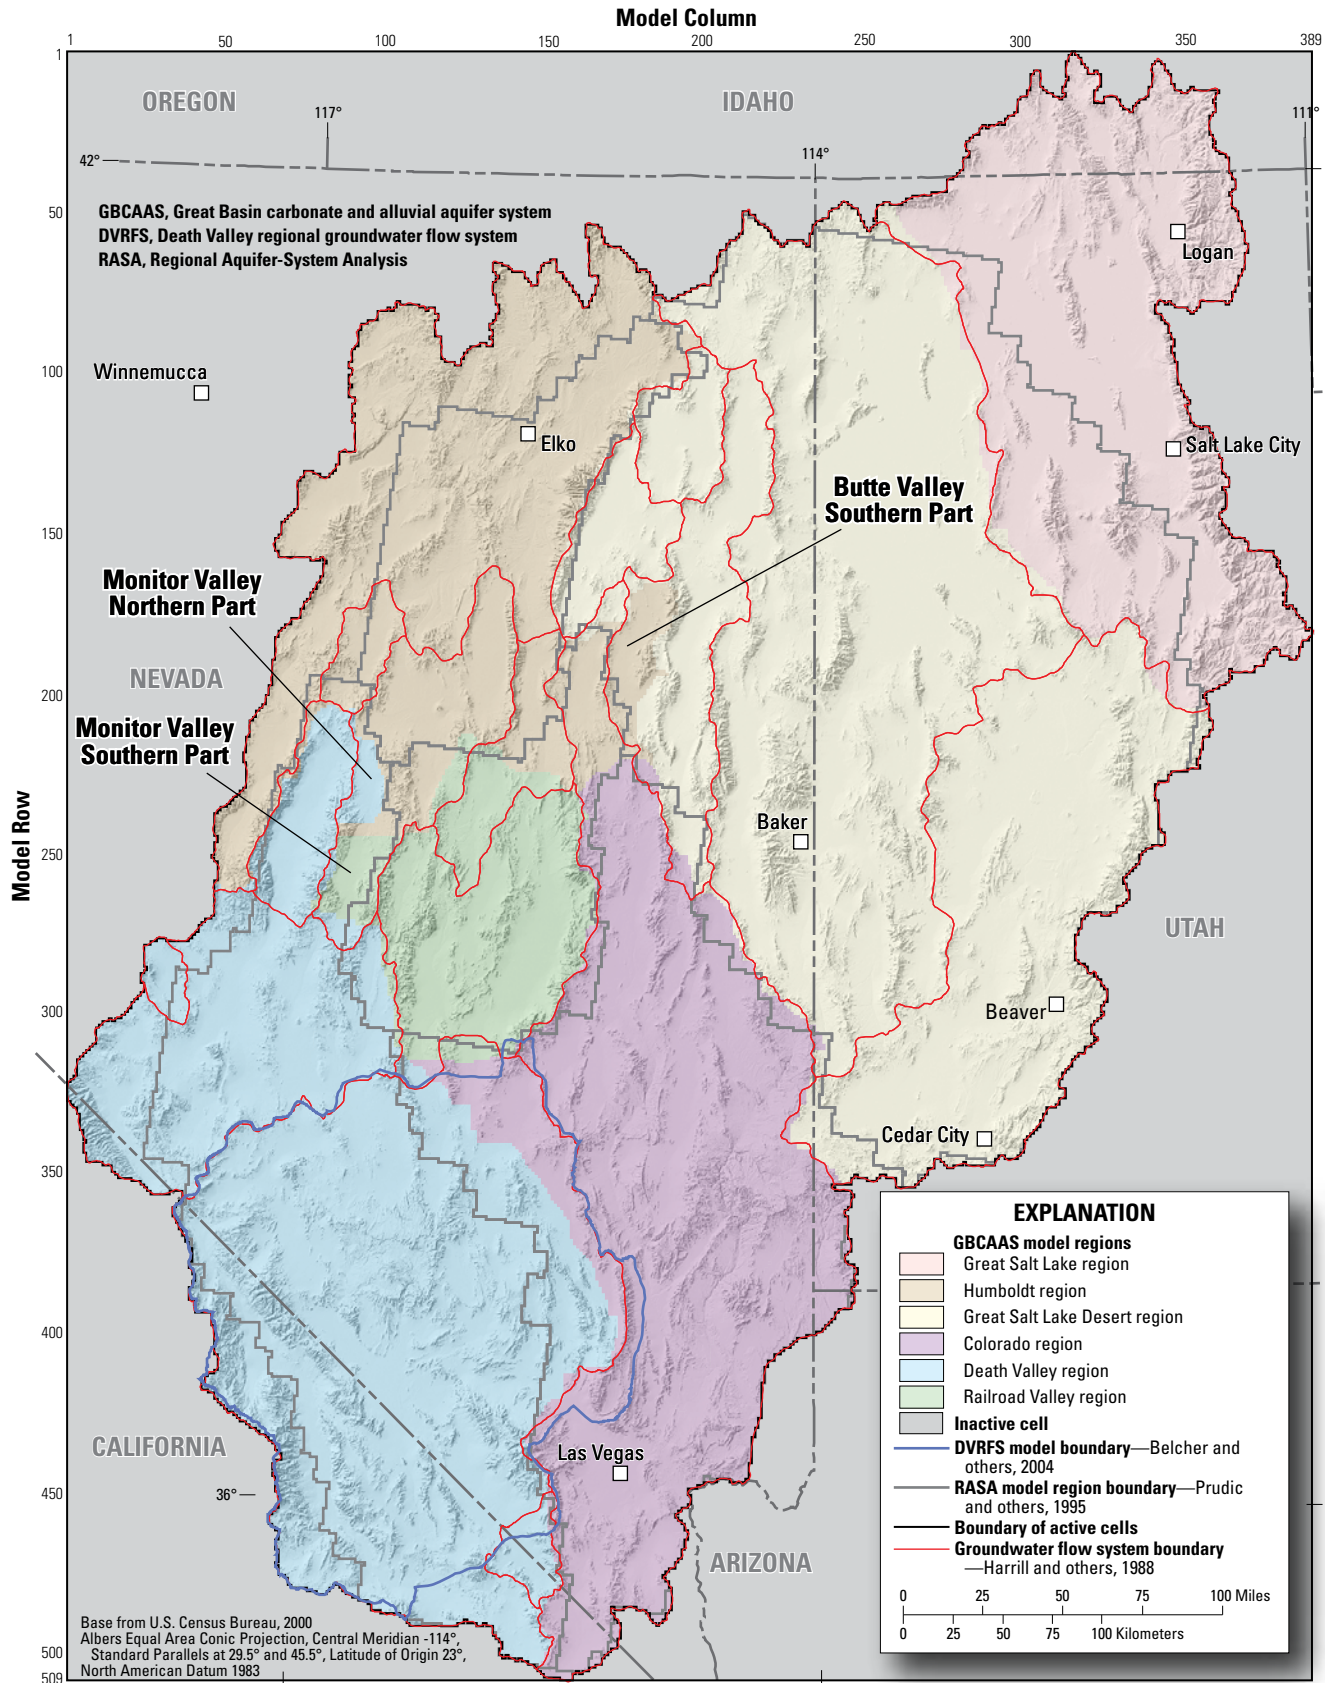 Model Column
1 50 100 150 200 250 300 350 389
1
OREGON
IDAHO
117°
111°
42°
114°
50
GBCAAS, Great Basin carbonate and alluvial aquifer system
DVRFS, Death Valley regional groundwater flow system
RASA, Regional Aquifer-System Analysis
Logan
100
Winnemucca
Elko
Salt Lake City
Butte Valley
Southern Part
150
Monitor Valley
Northern Part
NEVADA
200
Monitor Valley
Southern Part
Model Row
Baker
250
UTAH
300
Beaver
Cedar City
350
400
CALIFORNIA
Las Vegas
36°
450
ARIZONA
500
509
EXPLANATION
GBCAAS model regions
Great Salt Lake region
Humboldt region
Great Salt Lake Desert region
Colorado region
Death Valley region
Railroad Valley region
Inactive cell
DVRFS model boundary—Belcher and
others, 2004
RASA model region boundary—Prudic
and others, 1995
Boundary of active cells
Groundwater flow system boundary
—Harrill and others, 1988
0 25 50 75 100 Miles
0 25 50 75 100 Kilometers
Base from U.S. Census Bureau, 2000
Albers Equal Area Conic Projection, Central Meridian -114°,
Standard Parallels at 29.5° and 45.5°, Latitude of Origin 23°,
North American Datum 1983